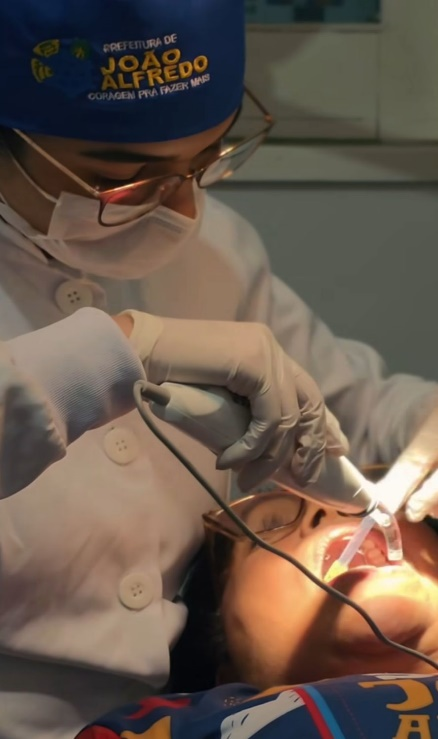 PREFEITURA DE
JOÃO
ALFREDO
CORAGEM PRA FAZER MAIS